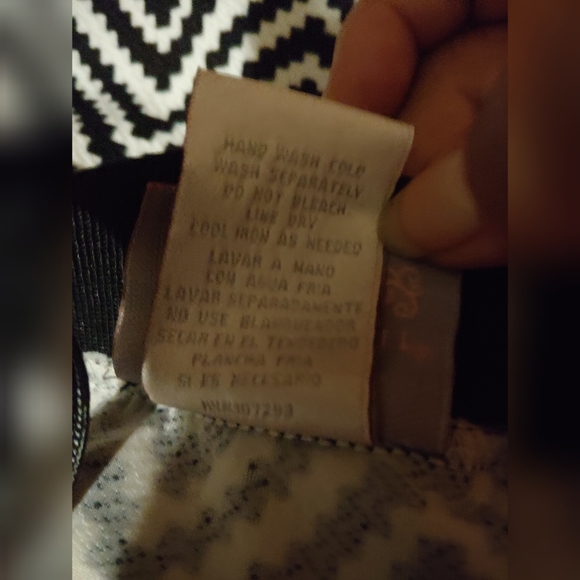 HAND WASH COLD
WASH SEPARATELY
DO NOT BLEACH
LINE DRY
COOL IRON AS NEEDED
LAVAR A MANO
CON AGUA FRIA
LAVAR SEPARADAMENTE
NO USE BLANQUEADOR
SECAR EN EL TENDEDERO
PLANCHA FRIA
SI ES NECESARIO